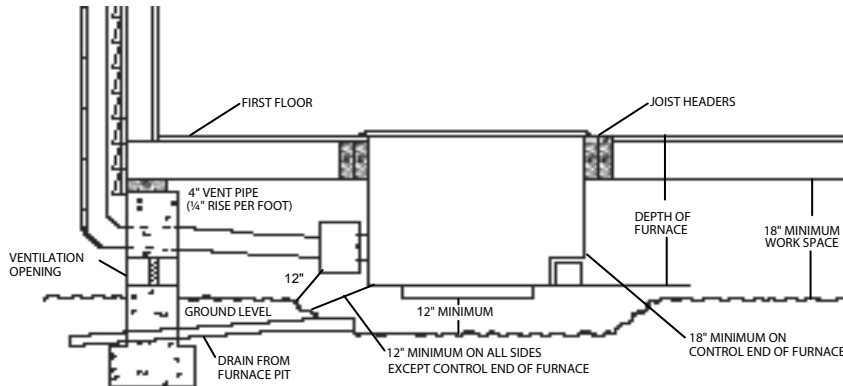 FIRST FLOOR
JOIST HEADERS
4" VENT PIPE
(¼" RISE PER FOOT)
DEPTH OF
FURNACE
18" MINIMUM
WORK SPACE
VENTILATION
OPENING
12"
GROUND LEVEL
12" MINIMUM
DRAIN FROM
FURNACE PIT
12" MINIMUM ON ALL SIDES
EXCEPT CONTROL END OF FURNACE
18" MINIMUM ON
CONTROL END OF FURNACE